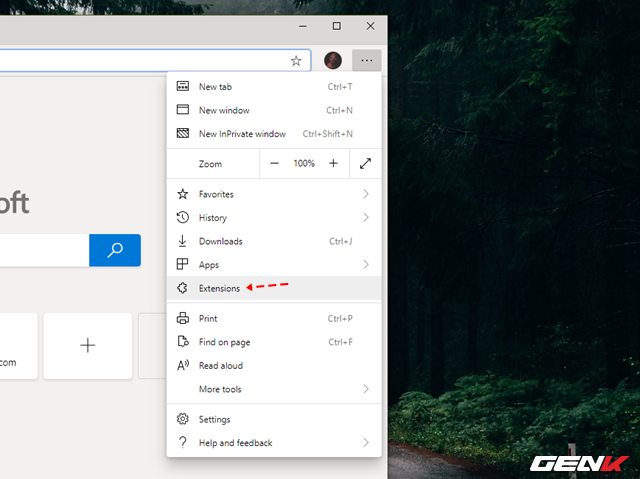 New tab Ctrl+T
New window Ctrl+N
New InPrivate window Ctrl+Shift+N
Zoom 100%
Favorites
History
oft
Downloads Ctrl+J
Apps
Extensions
Print Ctrl+P
Find on page Ctrl+F
.com
Read aloud
More tools
Settings
Help and feedback
GENK